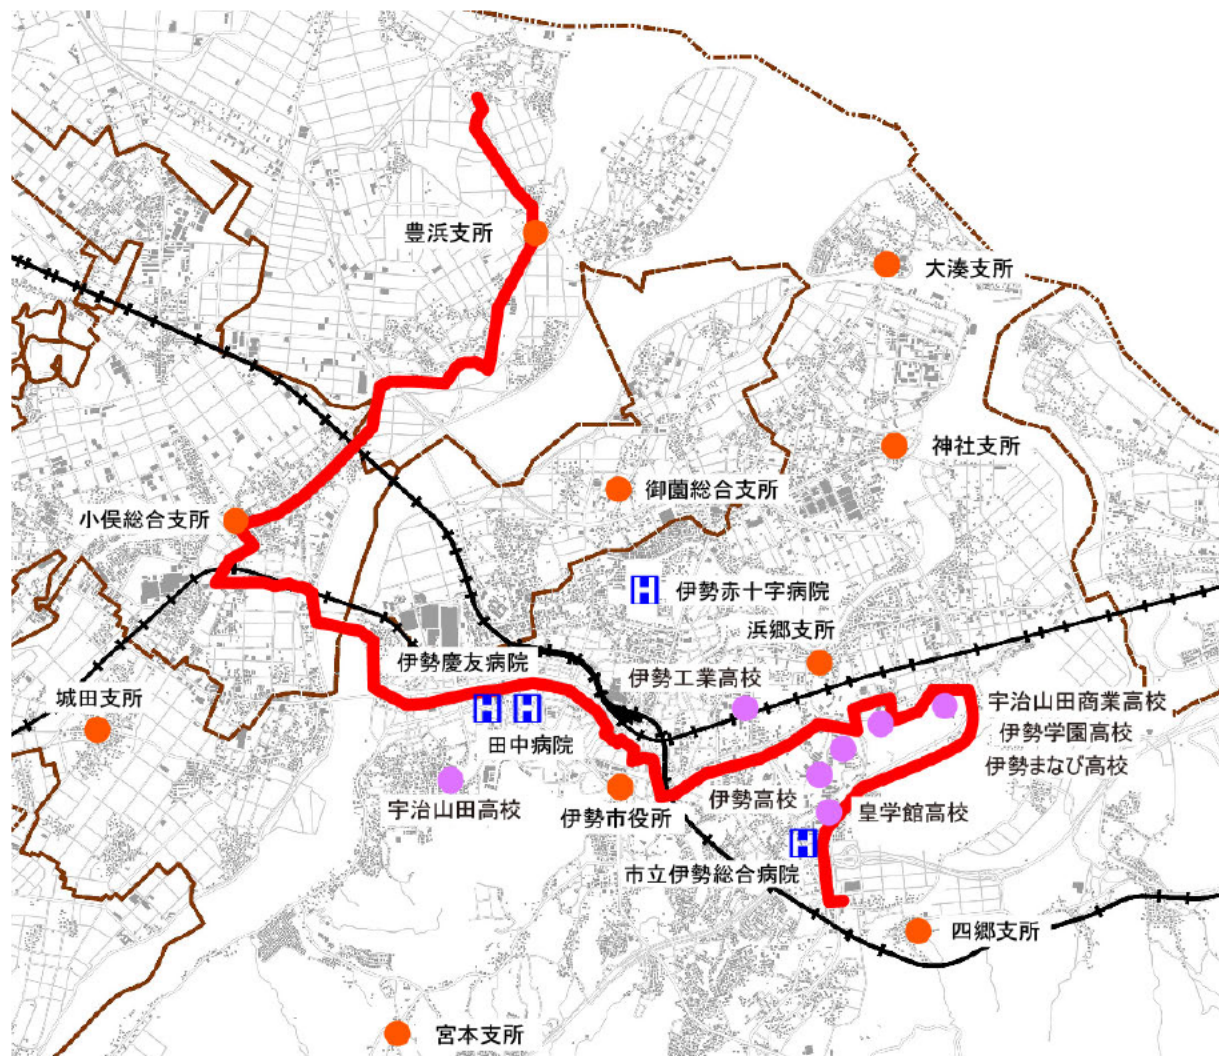 豊浜支所
大湊支所
神社支所
御薗総合支所
小俣総合支所
伊勢赤十字病院
浜郷支所
伊勢慶友病院
伊勢工業高校
城田支所
宇治山田商業高校
伊勢学園高校
田中病院
伊勢まなび高校
伊勢高校
宇治山田高校
伊勢市役所
皇学館高校
市立伊勢総合病院
四郷支所
宮本支所